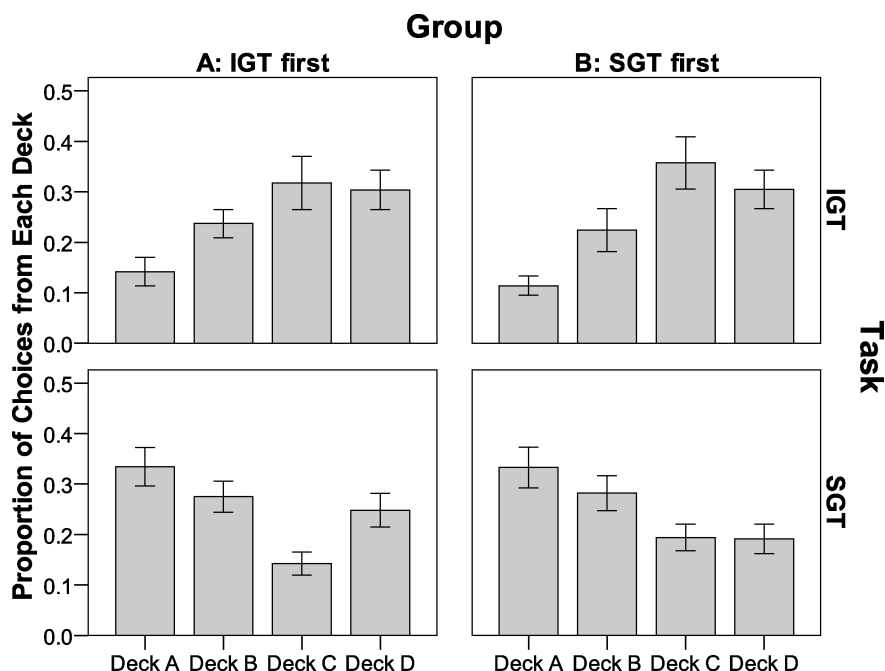 Group
A: IGT first
B: SGT first
Proportion of Choices from Each Deck
0.5
0.4
0.3
0.2
0.1
0.0
IGT
0.5
0.4
0.3
0.2
0.1
0.0
SGT
Task
Deck A Deck B Deck C Deck D
Deck A Deck B Deck C Deck D